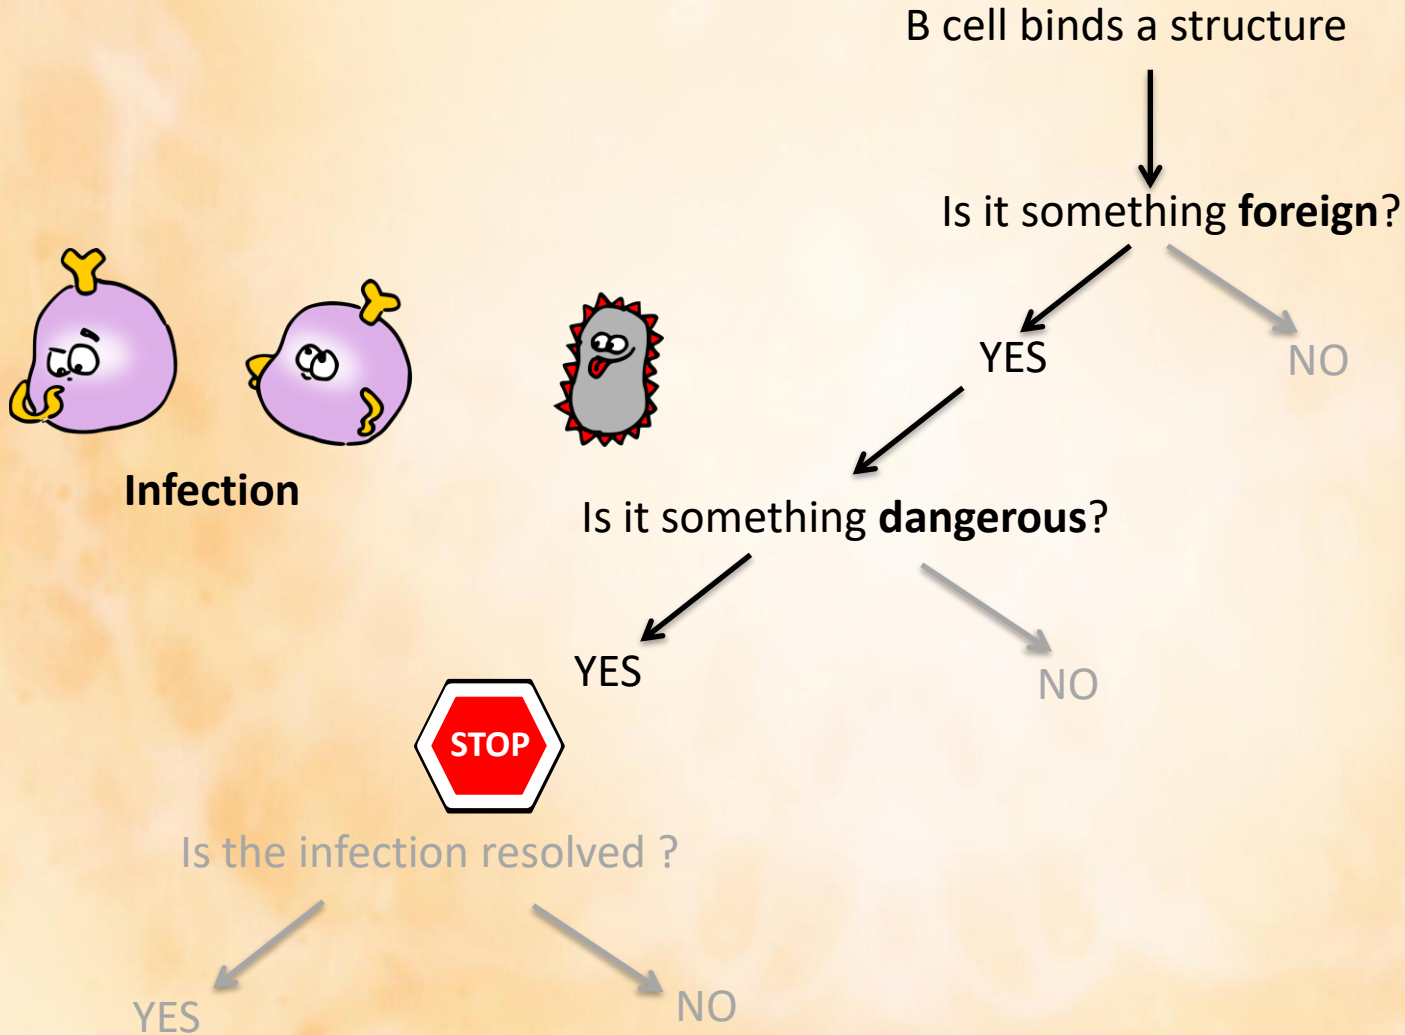 B cell binds a structure
Is it something foreign?
YES
NO
Infection
Is it something dangerous?
YES
NO
STOP
Is the infection resolved ?
YES
NO